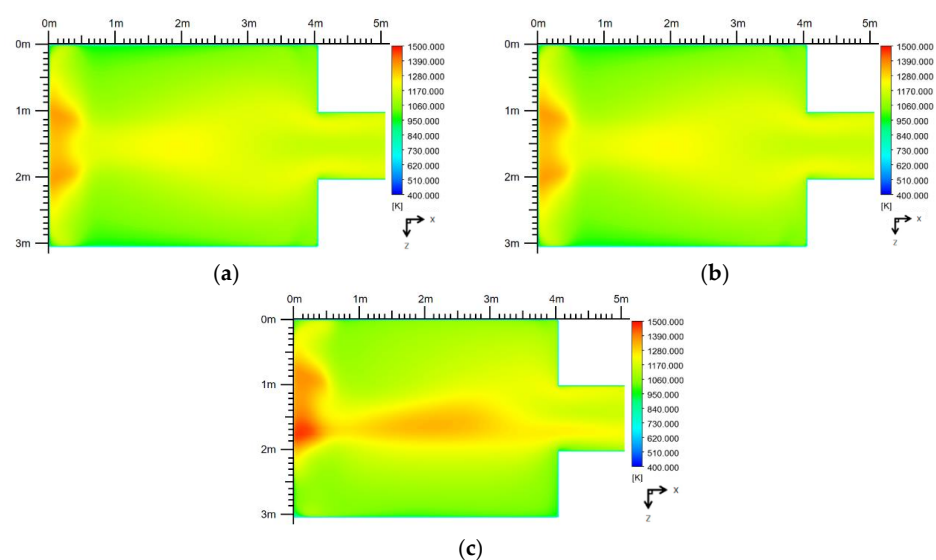 0m 1m 2m 3m 4m 5m
0m
1m
2m
3m
1500.000
1390.000
1280.000
1170.000
1060.000
950.000
840.000
730.000
620.000
510.000
400.000
[K]
X
Z
(a)
0m 1m 2m 3m 4m 5m
0m
1m
2m
3m
1500.000
1390.000
1280.000
1170.000
1060.000
950.000
840.000
730.000
620.000
510.000
400.000
[K]
X
Z
(b)
0m 1m 2m 3m 4m 5m
0m
1m
2m
3m
1500.000
1390.000
1280.000
1170.000
1060.000
950.000
840.000
730.000
620.000
510.000
400.000
[K]
X
Z
(c)